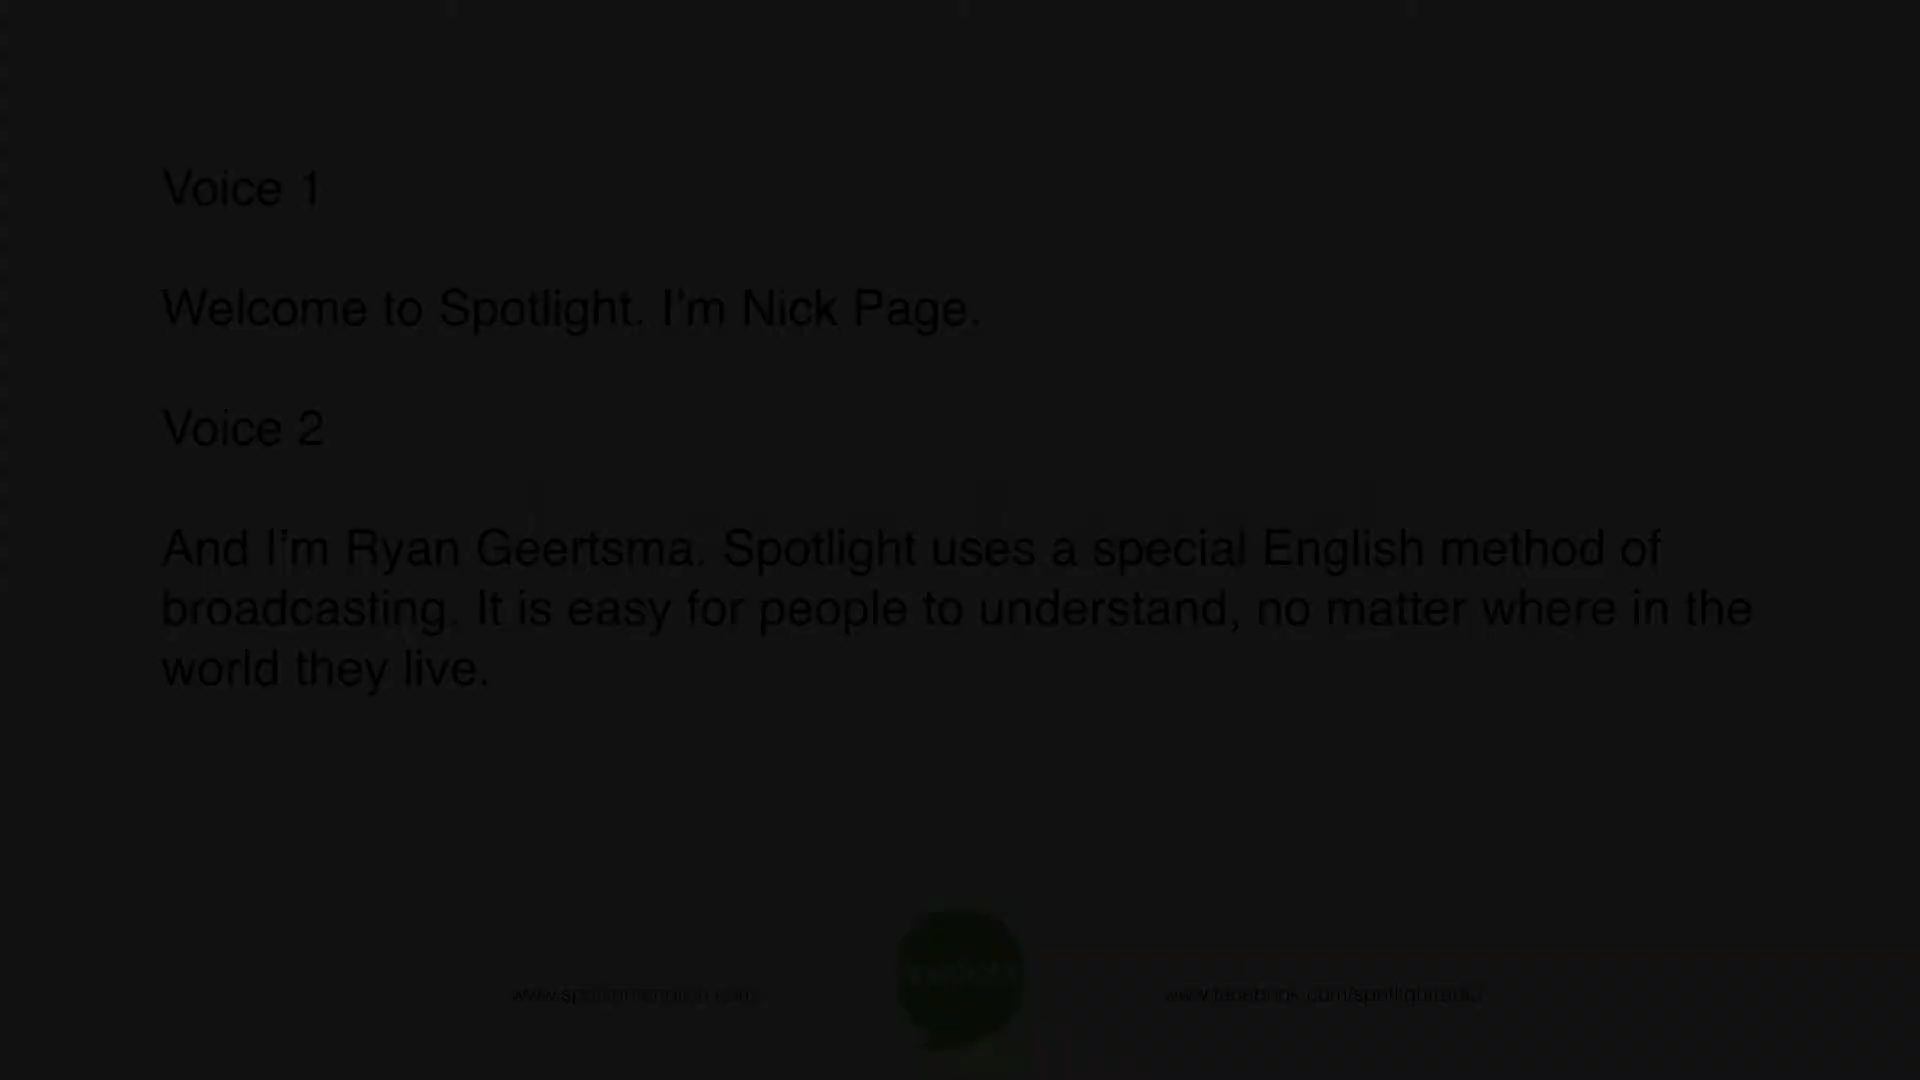 Voice 1
Welcome to Spotlight. I'm Nick Page.
Voice 2
And I'm Ryan Geertsma. Spotlight uses a special English method of
broadcasting. It is easy for people to understand, no matter where in the
world they live.